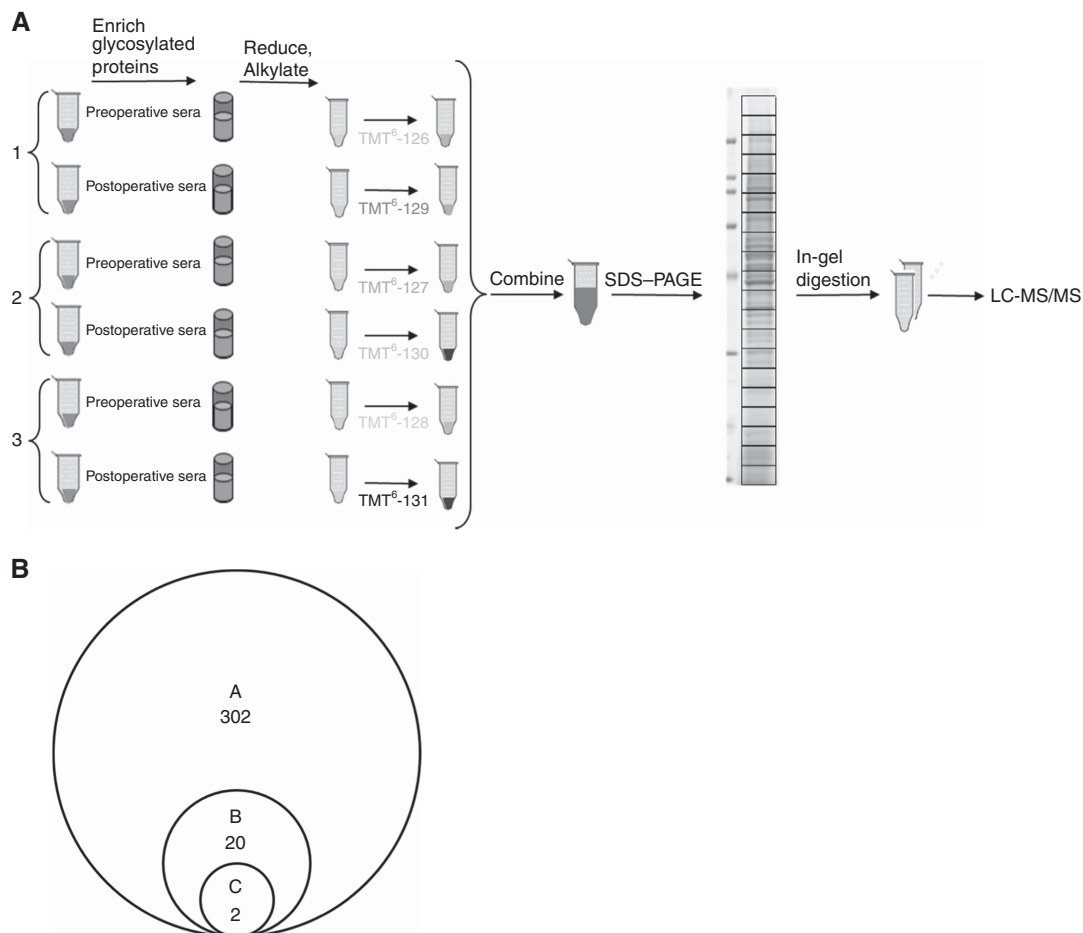 A
Enrich
glycosylated
proteins
Reduce,
Alkylate
1
Preoperative sera
TMT6-126
Postoperative sera
TMT6-129
2
Preoperative sera
TMT6-127
Postoperative sera
TMT6-130
3
Preoperative sera
TMT6-128
Postoperative sera
TMT6-131
Combine
SDS–PAGE
In-gel
digestion
LC-MS/MS
B
A
302
B
20
C
2